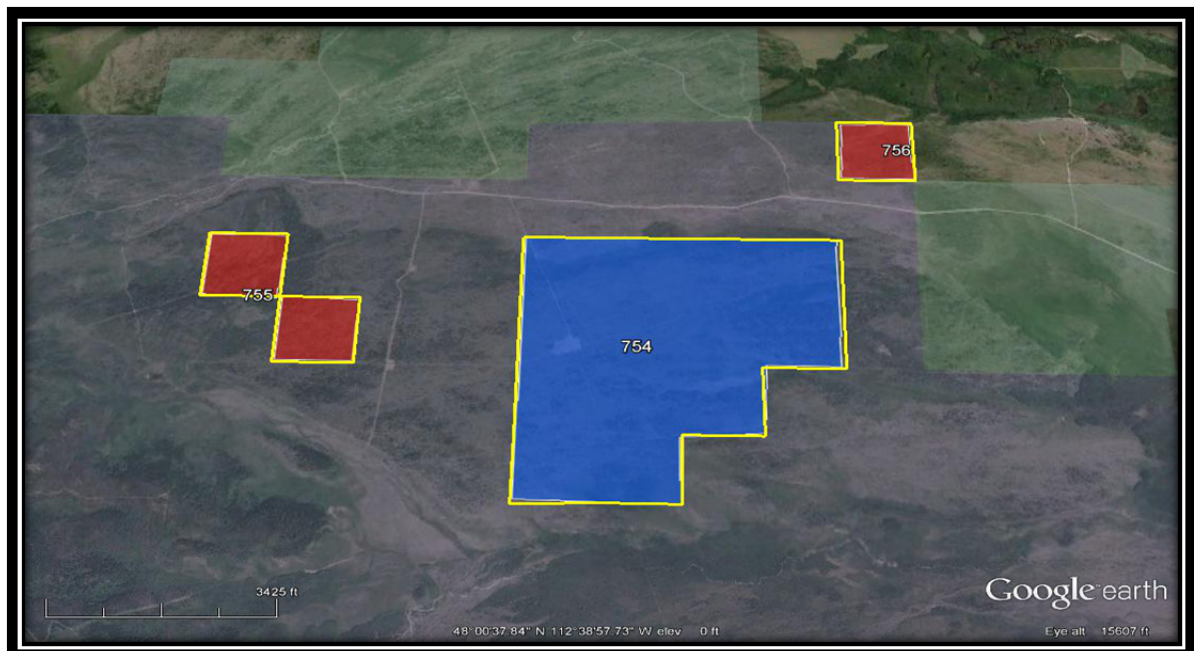 756
755
754
3425 ft
Google earth
48°00'37.84" N 112°38'57.73" W elev 0 ft
Eye alt 15607 ft